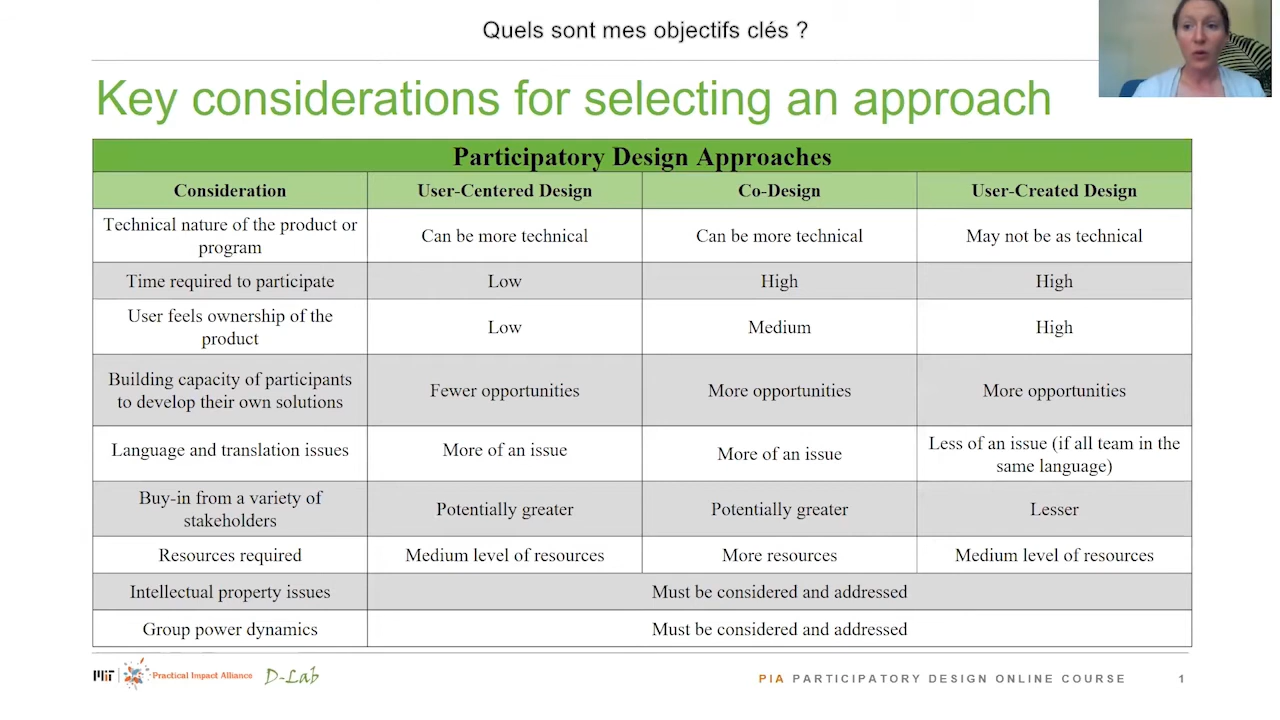 Quels sont mes objectifs clés ?
Key considerations for selecting an approach
Participatory Design Approaches
Consideration User-Centered Design Co-Design User-Created Design
Technical nature of the product or
program
Can be more technical Can be more technical May not be as technical
Time required to participate Low High High
User feels ownership of the
product
Low Medium High
Building capacity of participants
to develop their own solutions
Fewer opportunities More opportunities More opportunities
Language and translation issues More of an issue More of an issue Less of an issue (if all team in the
same language)
Buy-in from a variety of
stakeholders
Potentially greater Potentially greater Lesser
Resources required Medium level of resources More resources Medium level of resources
Intellectual property issues Must be considered and addressed
Group power dynamics Must be considered and addressed
MIT Practical Impact Alliance D-Lab
PIA PARTICIPATORY DESIGN ONLINE COURSE 1